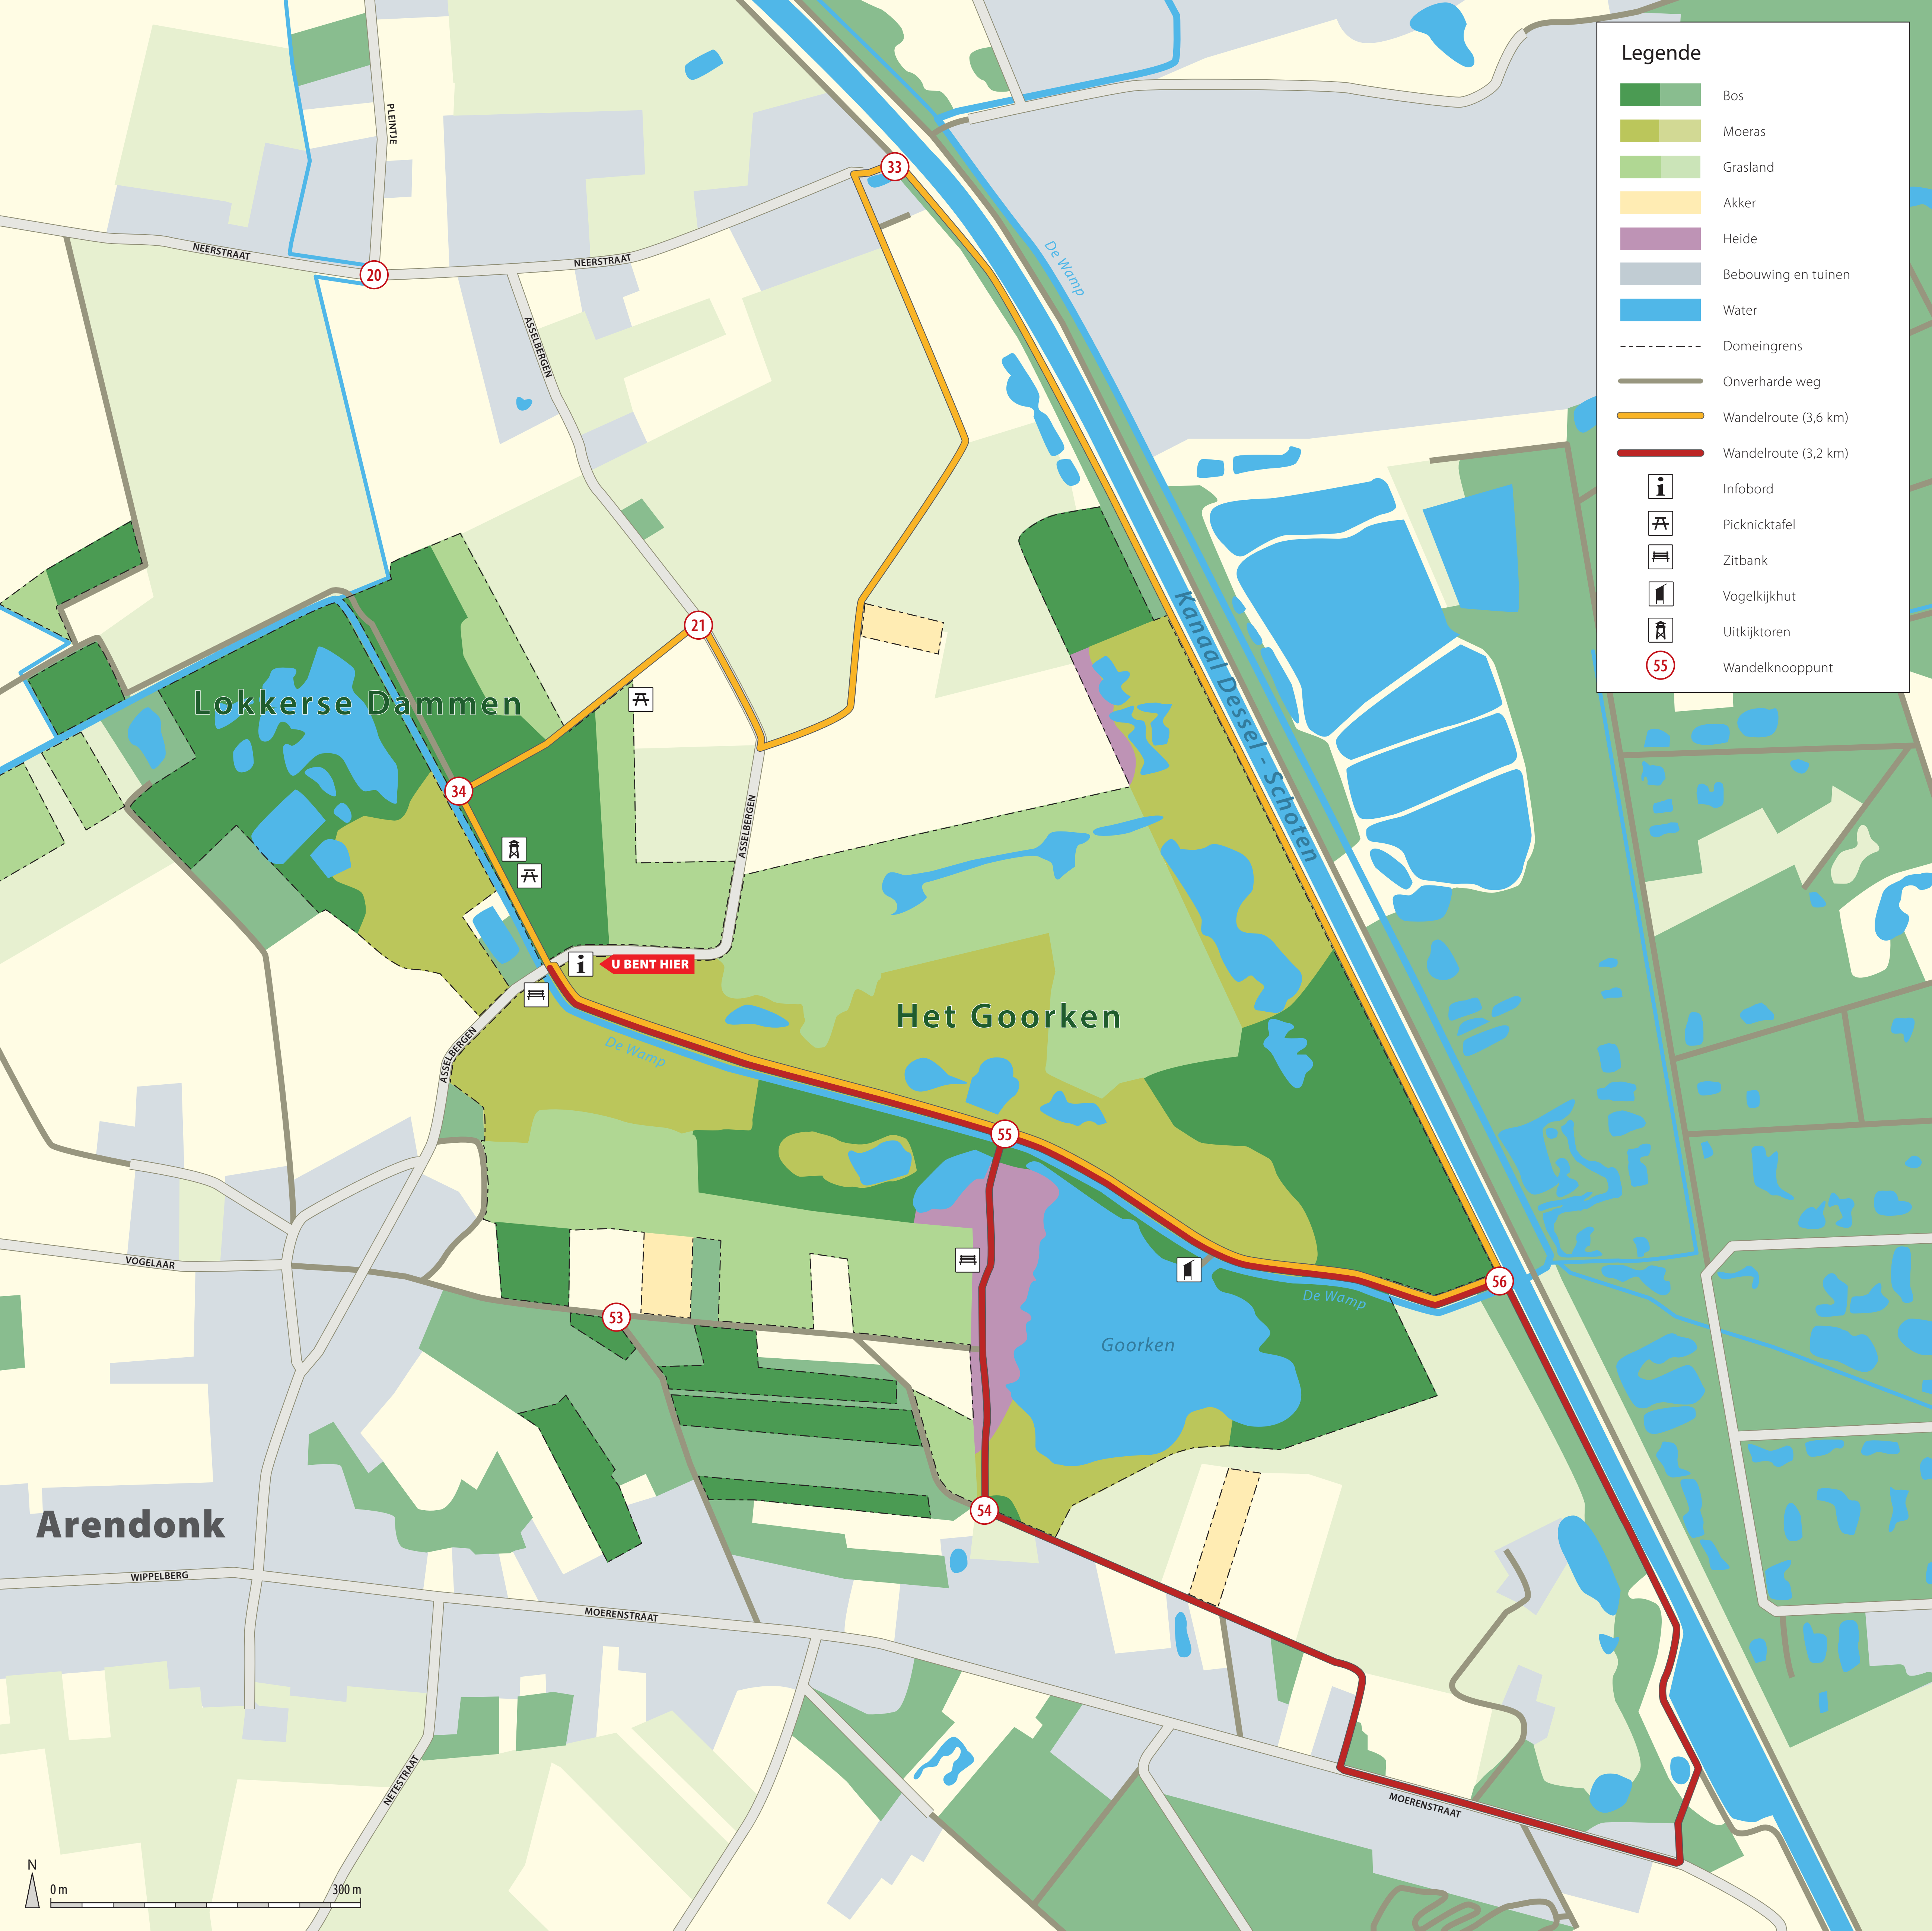 Legende
Bos
Moeras
Grasland
Akker
Heide
Bebouwing en tuinen
Water
Domeingrens
Onverharde weg
Wandelroute (3,6 km)
Wandelroute (3,2 km)
Infobord
Picknicktafel
Zitbank
Vogelkijkhut
Uitkijktoren
55
Wandelknooppunt
PLEINTJE
33
NEERSTRAAT
20
NEERSTRAAT
De Wamp
ASSELBERGEN
21
Kanaal Dessel - Schoten
Lokkerse Dammen
34
ASSELBERGEN
i
U BENT HIER
Het Goorken
ASSELBERGEN
De Wamp
55
VOGELAAR
56
De Wamp
53
Goorken
54
Arendonk
WIPPELBERG
MOERENSTRAAT
NETESTRAAT
MOERENSTRAAT
N
0 m
300 m